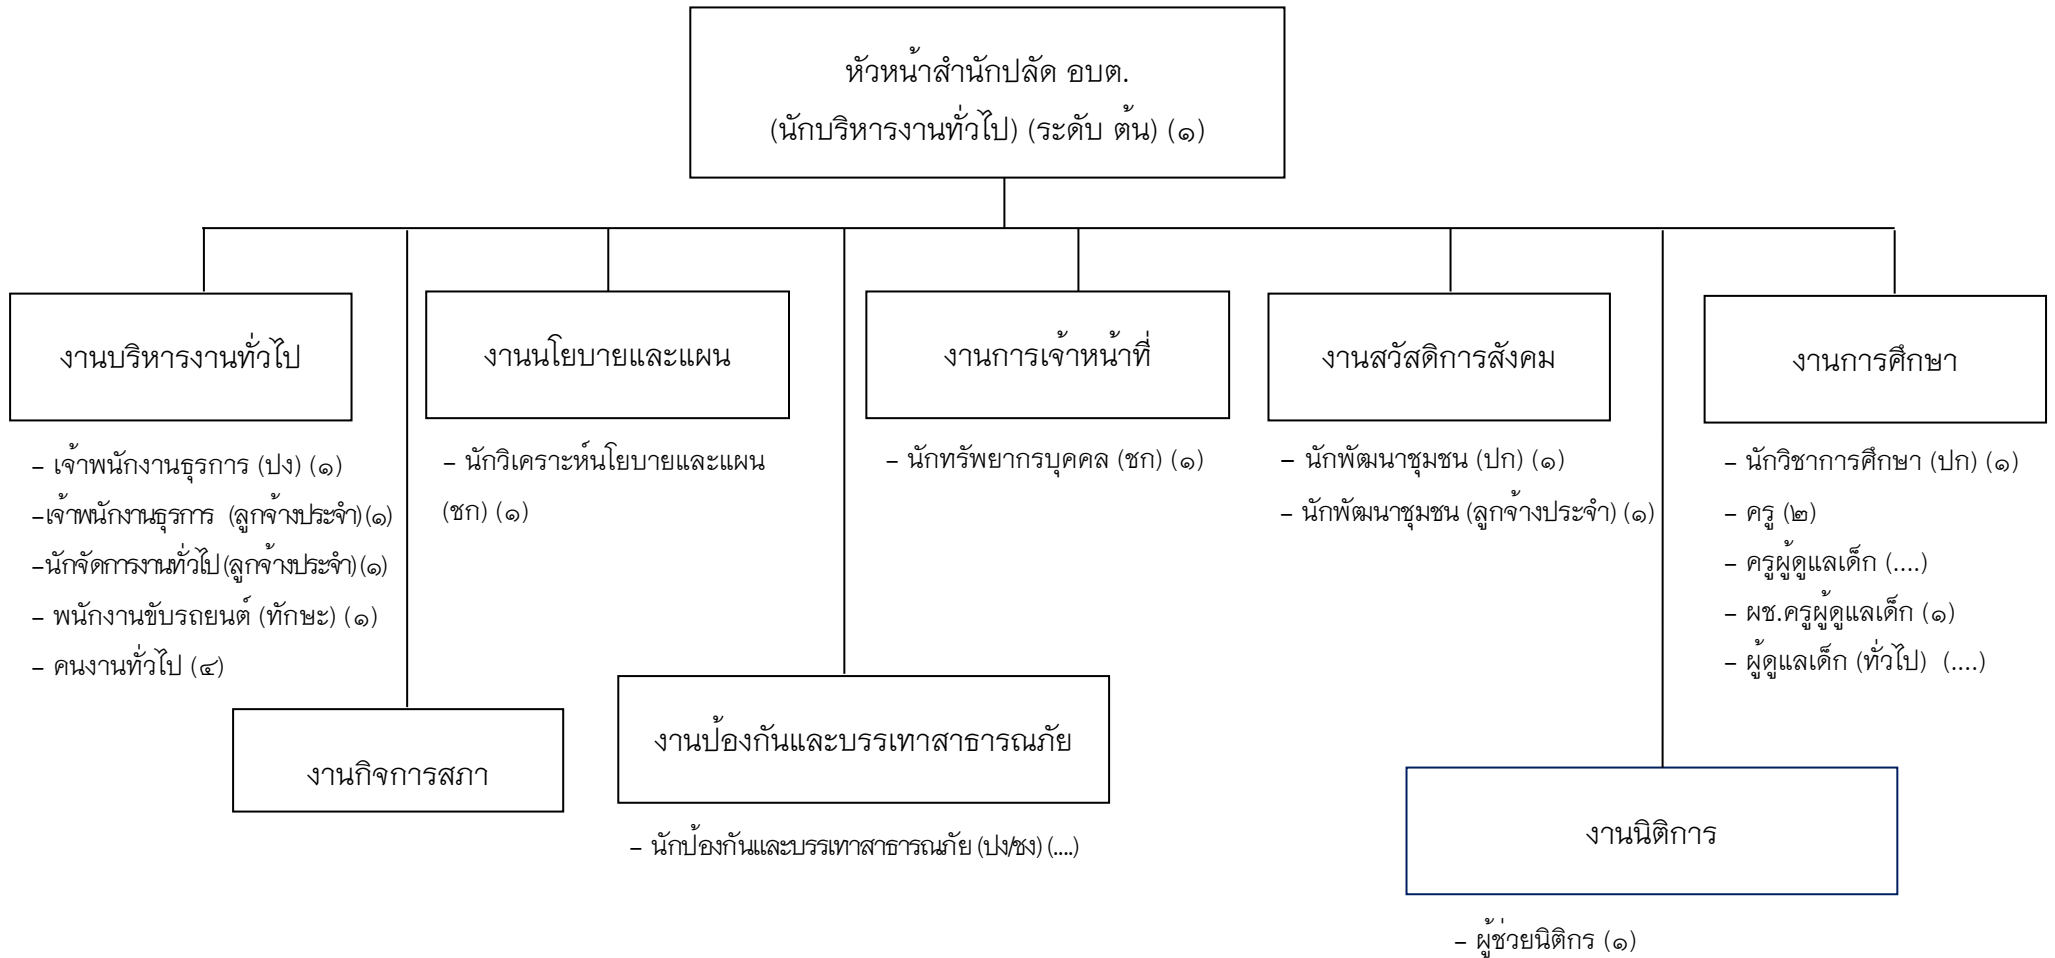 หัวหน้าสำนักปลัด อบต.
(นักบริหารงานทั่วไป) (ระดับ ต้น) (๑)
งานบริหารงานทั่วไป
- เจ้าพนักงานธุรการ (ปง) (๑)
-เจ้าพนักงานธุรการ (ลูกจ้างประจำ)(๑)
-นักจัดการงานทั่วไป(ลูกจ้างประจำ)(๑)
- พนักงานขับรถยนต์ (ทักษะ) (๑)
- คนงานทั่วไป (๔)
งานกิจการสภา
งานนโยบายและแผน
- นักวิเคราะห์นโยบายและแผน
(ชก) (๑)
งานป้องกันและบรรเทาสาธารณภัย
- นักป้องกันและบรรเทาสาธารณภัย (ปง/ชง) (....)
งานการเจ้าหน้าที่
- นักทรัพยากรบุคคล (ชก) (๑)
งานสวัสดิการสังคม
- นักพัฒนาชุมชน (ปก) (๑)
- นักพัฒนาชุมชน (ลูกจ้างประจำ) (๑)
งานนิติการ
- ผู้ช่วยนิติกร (๑)
งานการศึกษา
- นักวิชาการศึกษา (ปก) (๑)
- ครู (๒)
- ครูผู้ดูแลเด็ก (....)
- ผช.ครูผู้ดูแลเด็ก (๑)
- ผู้ดูแลเด็ก (ทั่วไป) (....)